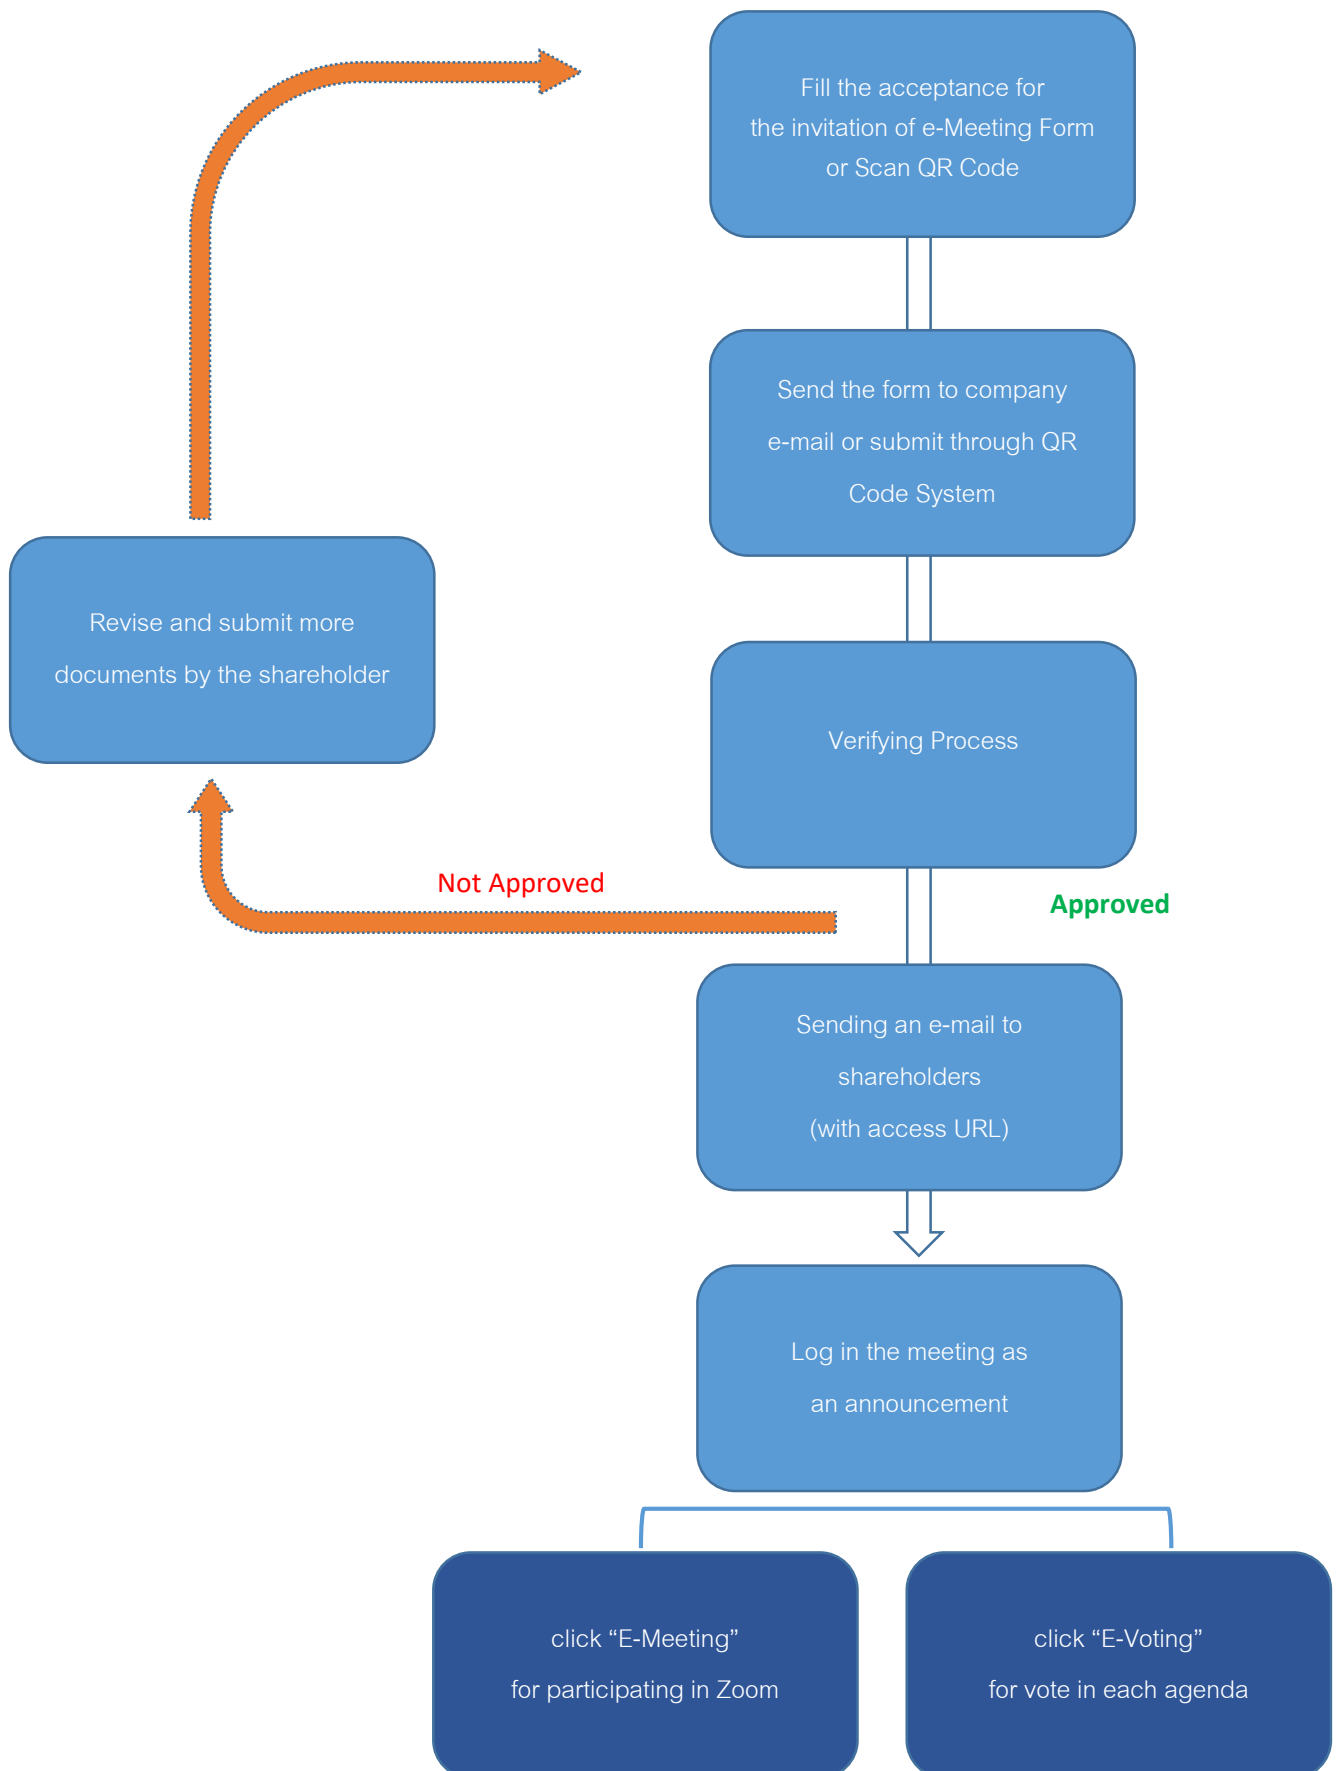 Fill the acceptance for
the invitation of e-Meeting Form
or Scan QR Code
Send the form to company
e-mail or submit through QR
Code System
Revise and submit more
documents by the shareholder
Verifying Process
Not Approved
Approved
Sending an e-mail to
shareholders
(with access URL)
Log in the meeting as
an announcement
click “E-Meeting”
for participating in Zoom
click “E-Voting”
for vote in each agenda